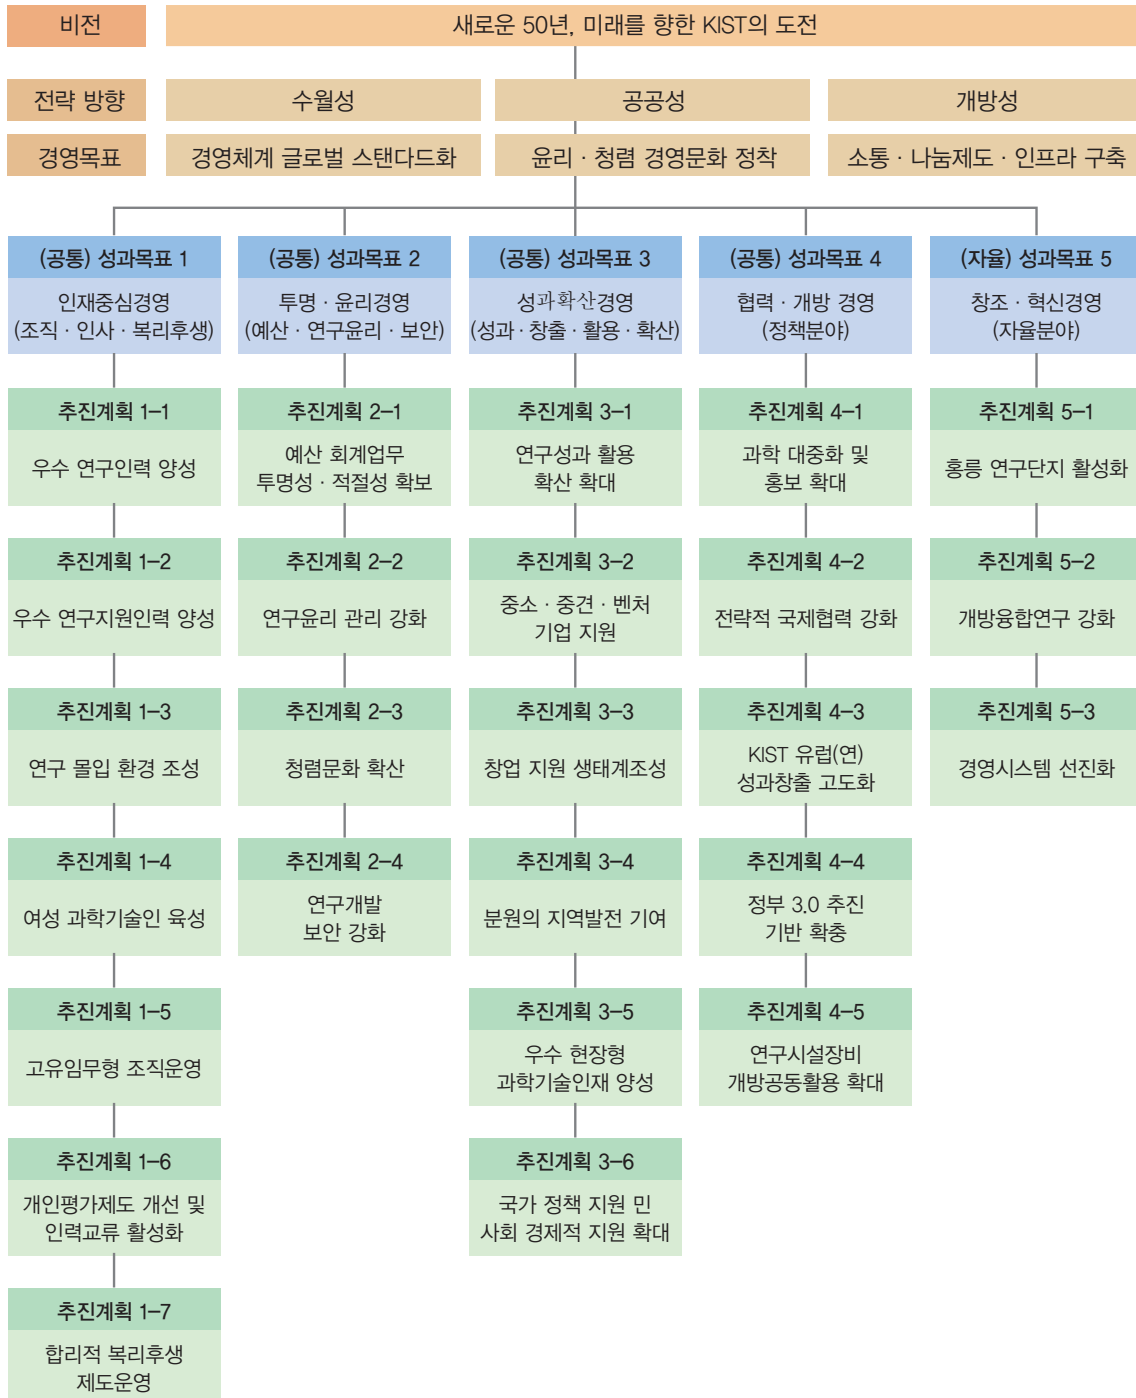 비전
새로운 50년, 미래를 향한 KIST의 도전
전략 방향
수월성
공공성
개방성
경영목표
경영체계 글로벌 스탠다드화
윤리 · 청렴 경영문화 정착
소통 · 나눔제도 · 인프라 구축
(공통) 성과목표 1
인재중심경영
(조직 · 인사 · 복리후생)
추진계획 1-1
우수 연구인력 양성
추진계획 1-2
우수 연구지원인력 양성
추진계획 1-3
연구 몰입 환경 조성
추진계획 1-4
여성 과학기술인 육성
추진계획 1-5
고유임무형 조직운영
추진계획 1-6
개인평가제도 개선 및
인력교류 활성화
추진계획 1-7
합리적 복리후생
제도운영
(공통) 성과목표 2
투명 · 윤리경영
(예산 · 연구윤리 · 보안)
추진계획 2-1
예산 회계업무
투명성 · 적절성 확보
추진계획 2-2
연구윤리 관리 강화
추진계획 2-3
청렴문화 확산
추진계획 2-4
연구개발
보안 강화
(공통) 성과목표 3
성과확산경영
(성과 · 창출 · 활용 · 확산)
추진계획 3-1
연구성과 활용
확산 확대
추진계획 3-2
중소 · 중견 · 벤처
기업 지원
추진계획 3-3
창업 지원 생태계조성
추진계획 3-4
분원의 지역발전 기여
추진계획 3-5
우수 현장형
과학기술인재 양성
추진계획 3-6
국가 정책 지원 민
사회 경제적 지원 확대
(공통) 성과목표 4
협력 · 개방 경영
(정책분야)
추진계획 4-1
과학 대중화 및
홍보 확대
추진계획 4-2
전략적 국제협력 강화
추진계획 4-3
KIST 유럽(연)
성과창출 고도화
추진계획 4-4
정부 3.0 추진
기반 확충
추진계획 4-5
연구시설장비
개방공동활용 확대
(자율) 성과목표 5
창조 · 혁신경영
(자율분야)
추진계획 5-1
홍릉 연구단지 활성화
추진계획 5-2
개방융합연구 강화
추진계획 5-3
경영시스템 선진화